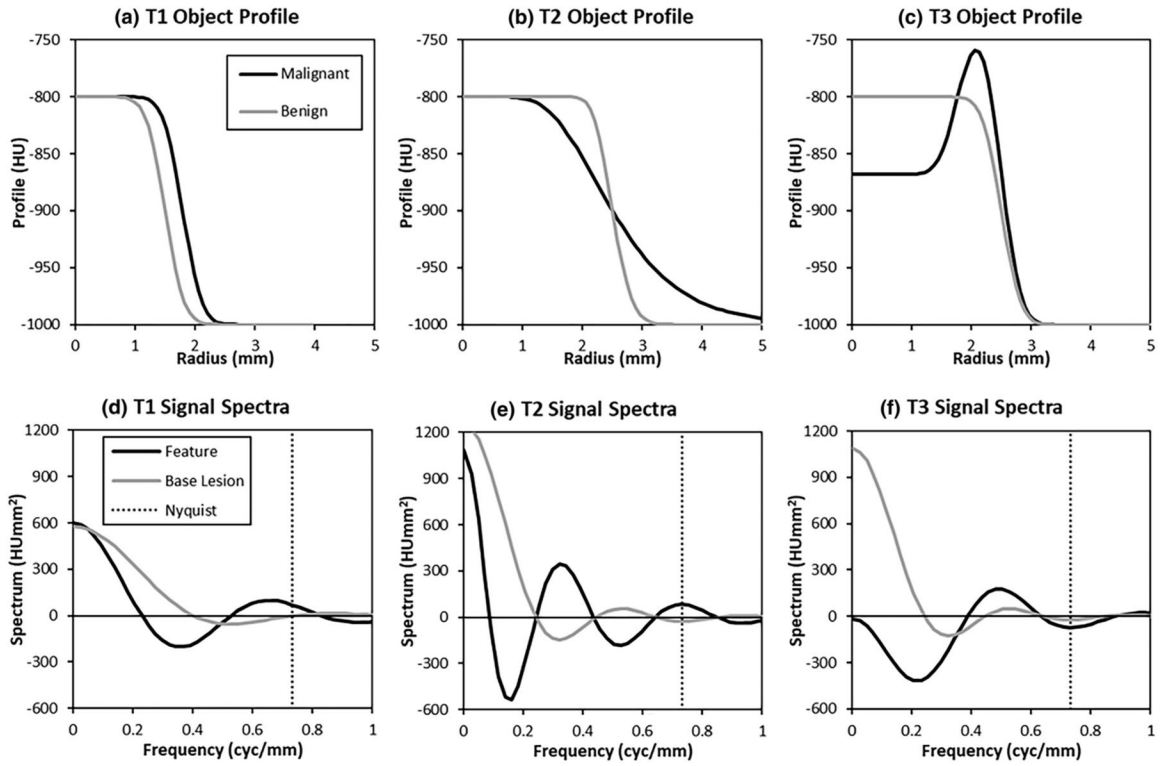 (a) T1 Object Profile
-750
-800
-850
-900
-950
-1000
Profile (HU)
Malignant
Benign
0 1 2 3 4 5
Radius (mm)
(b) T2 Object Profile
-750
-800
-850
-900
-950
-1000
Profile (HU)
0 1 2 3 4 5
Radius (mm)
(c) T3 Object Profile
-750
-800
-850
-900
-950
-1000
Profile (HU)
0 1 2 3 4 5
Radius (mm)
(d) T1 Signal Spectra
1200
900
600
300
0
-300
-600
Spectrum (HUmm²)
Feature
Base Lesion
Nyquist
0 0.2 0.4 0.6 0.8 1
Frequency (cyc/mm)
(e) T2 Signal Spectra
1200
900
600
300
0
-300
-600
Spectrum (HUmm²)
0 0.2 0.4 0.6 0.8 1
Frequency (cyc/mm)
(f) T3 Signal Spectra
1200
900
600
300
0
-300
-600
Spectrum (HUmm²)
0 0.2 0.4 0.6 0.8 1
Frequency (cyc/mm)